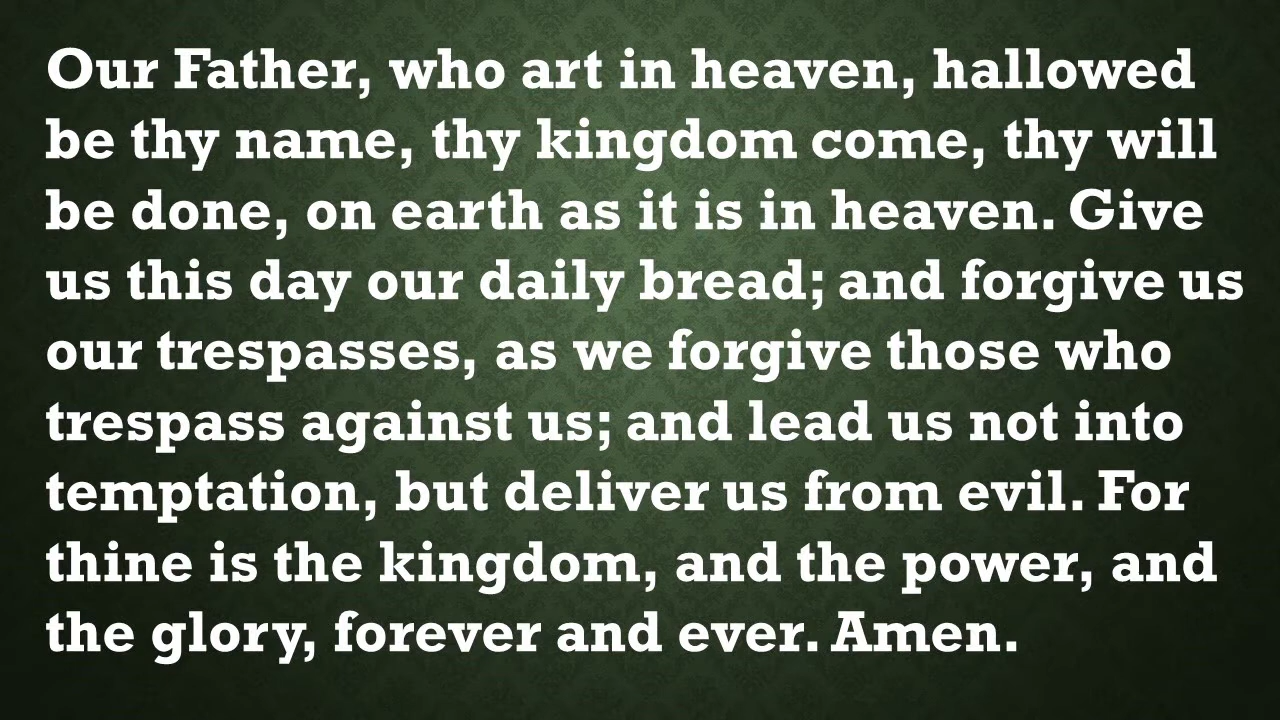 Our Father, who art in heaven, hallowed
be thy name, thy kingdom come, thy will
be done, on earth as it is in heaven. Give
us this day our daily bread; and forgive us
our trespasses, as we forgive those who
trespass against us; and lead us not into
temptation, but deliver us from evil. For
thine is the kingdom, and the power, and
the glory, forever and ever. Amen.